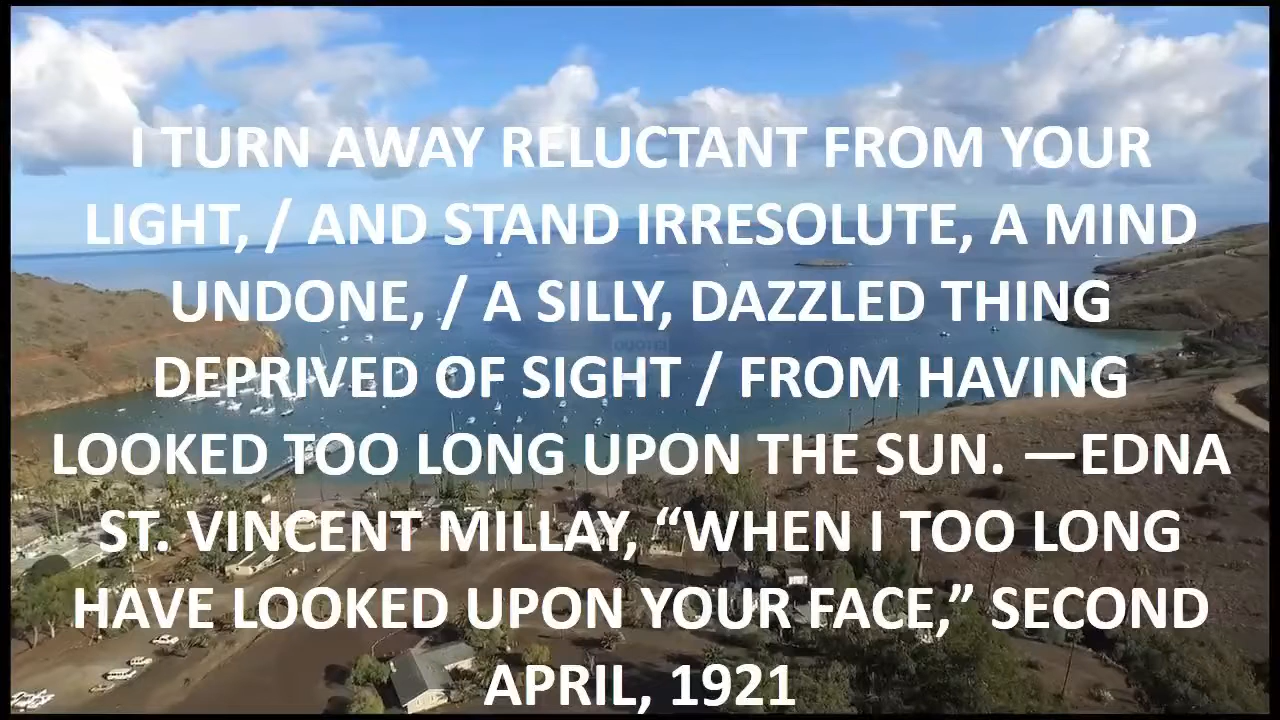 I TURN AWAY RELUCTANT FROM YOUR
LIGHT, / AND STAND IRRESOLUTE, A MIND
UNDONE, / A SILLY, DAZZLED THING
DEPRIVED OF SIGHT / FROM HAVING
LOOKED TOO LONG UPON THE SUN. —EDNA
ST. VINCENT MILLAY, “WHEN I TOO LONG
HAVE LOOKED UPON YOUR FACE,” SECOND
APRIL, 1921